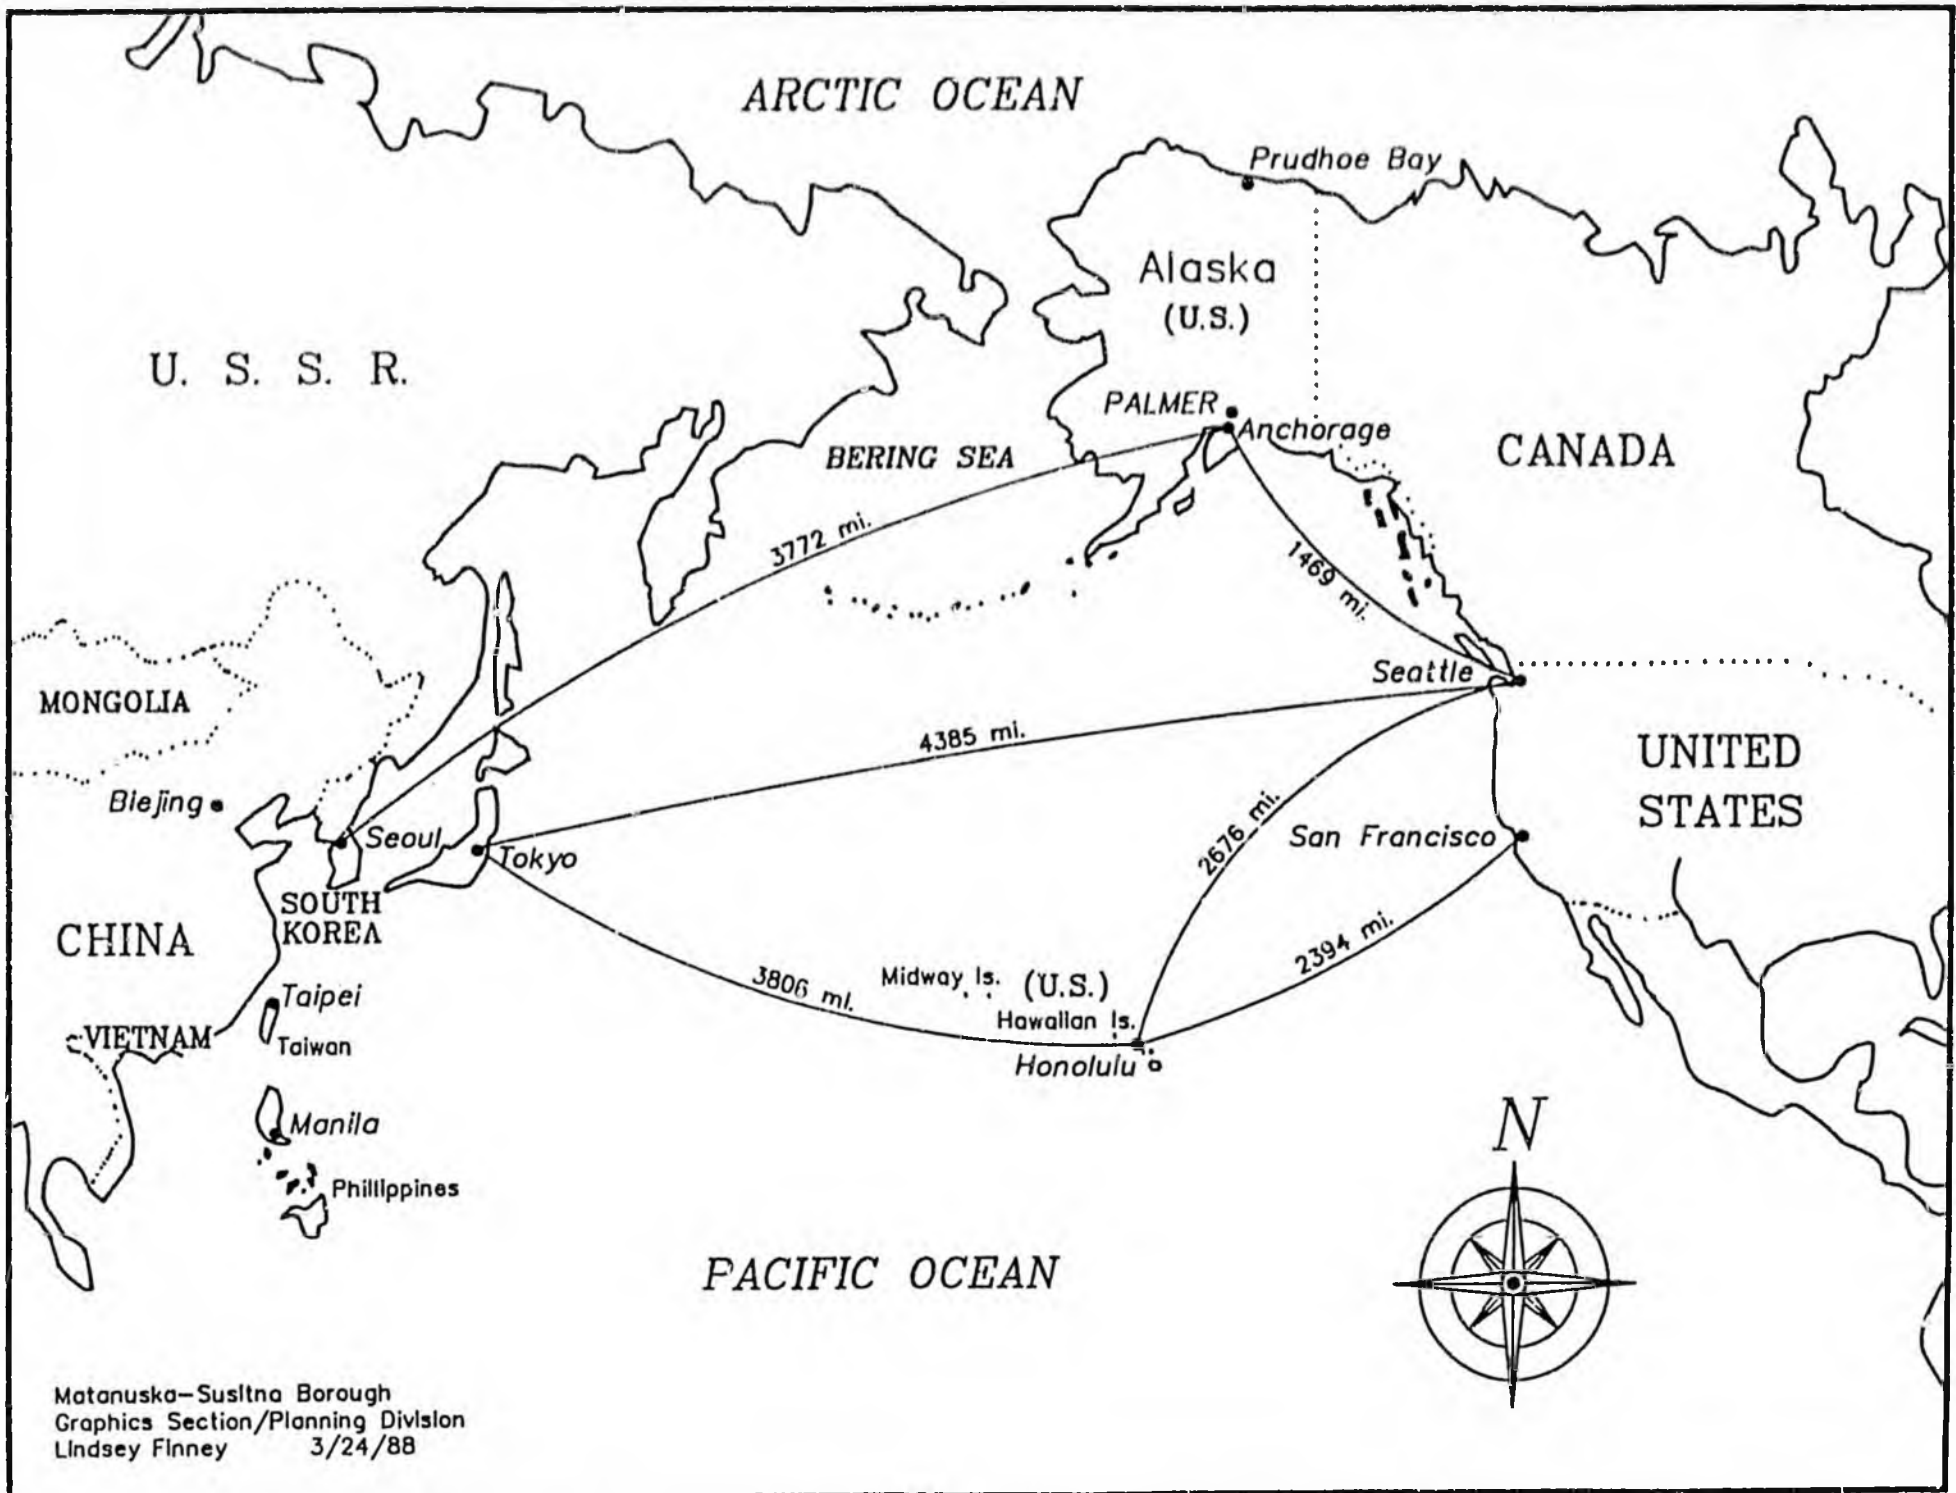 ARCTIC OCEAN
Prudhoe Bay
Alaska
(U.S.)
U. S. S. R.
PALMER
Anchorage
BERING SEA
CANADA
3772 mi.
1469 mi.
Seattle
MONGOLIA
4385 mi.
UNITED
STATES
Biejing
2676 mi.
San Francisco
Seoul
Tokyo
SOUTH
KOREA
CHINA
2394 mi.
3806 mi.
Midway Is.
(U.S.)
Taipei
Hawaiian Is.
VIETNAM
Taiwan
Honolulu
N
Manila
Phillippines
PACIFIC OCEAN
Matanuska-Susitna Borough
Graphics Section/Planning Division
Lindsey Finney 3/24/88